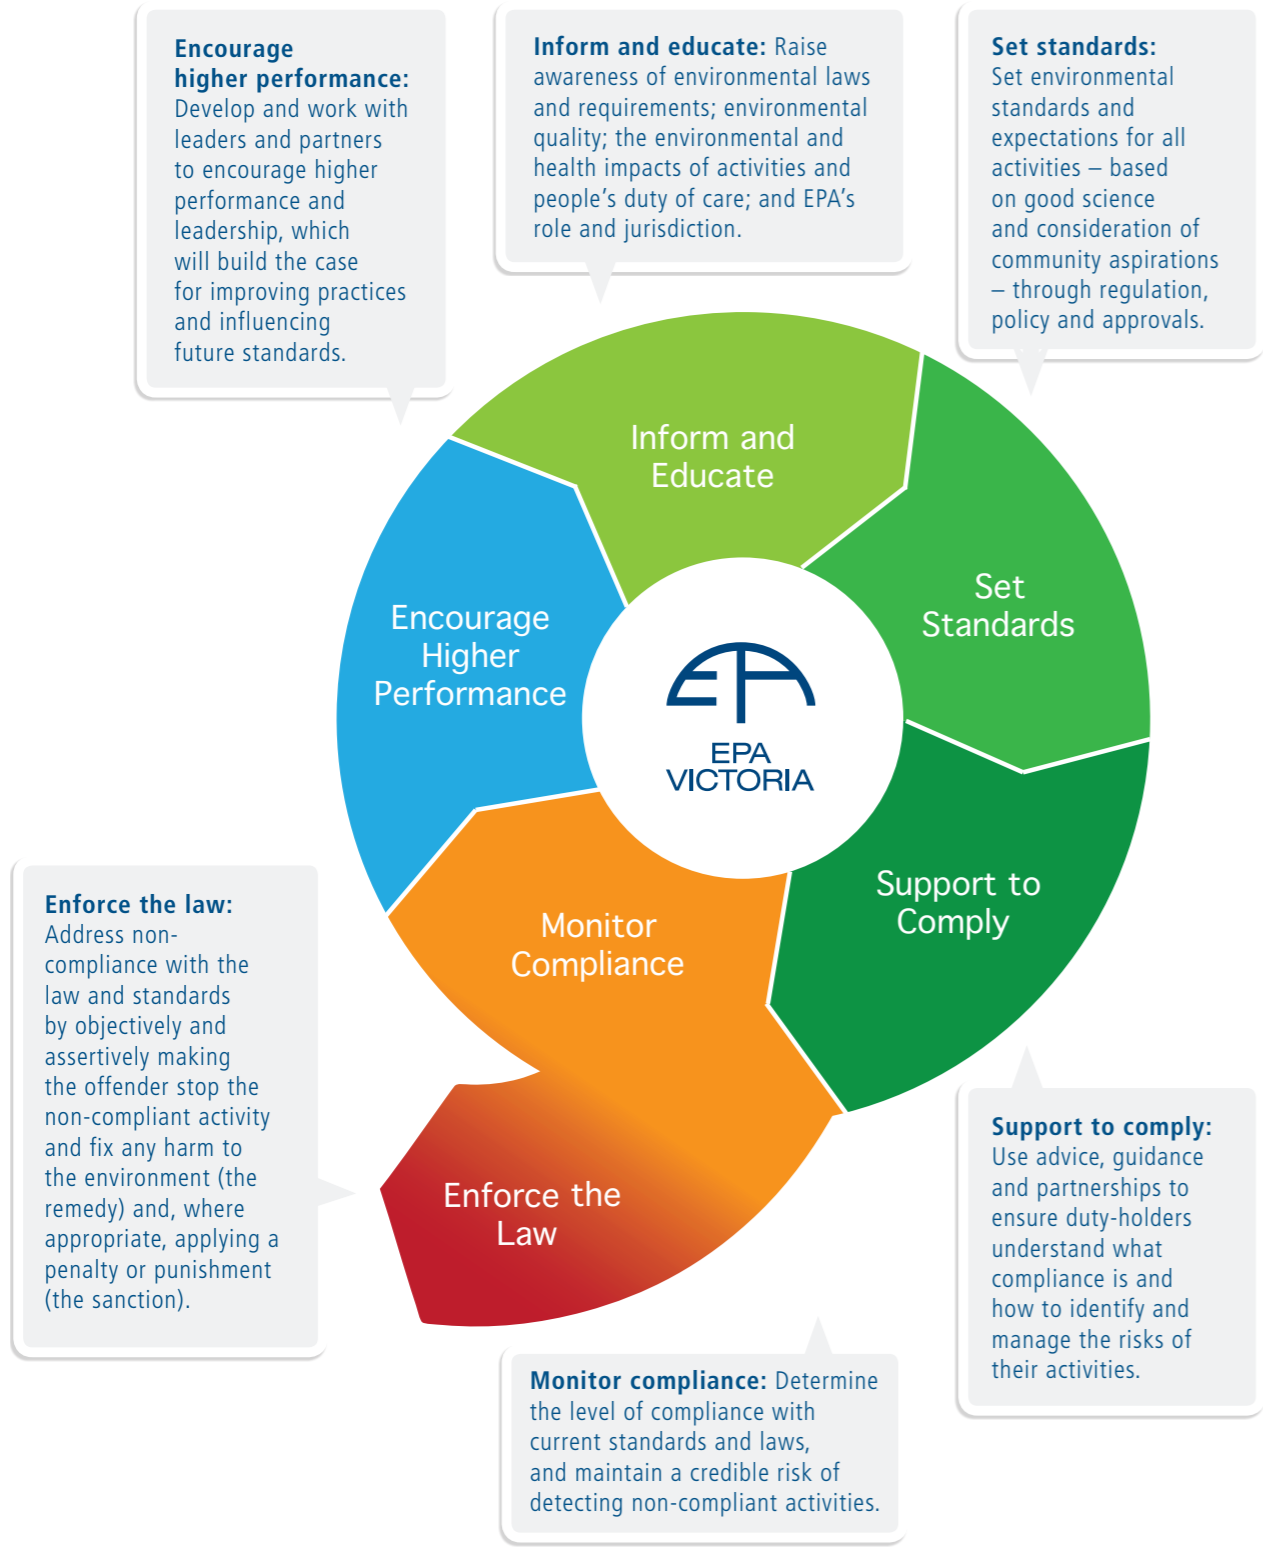 Encourage
higher performance:
Develop and work with
leaders and partners
to encourage higher
performance and
leadership, which
will build the case
for improving practices
and influencing
future standards.
Inform and educate: Raise
awareness of environmental laws
and requirements; environmental
quality; the environmental and
health impacts of activities and
people’s duty of care; and EPA’s
role and jurisdiction.
Set standards:
Set environmental
standards and
expectations for all
activities – based
on good science
and consideration of
community aspirations
– through regulation,
policy and approvals.
Inform and
Educate
Set
Standards
Encourage
Higher
Performance
EPA
VICTORIA
Support to
Comply
Monitor
Compliance
Enforce the
Law
Enforce the law:
Address non-
compliance with the
law and standards
by objectively and
assertively making
the offender stop the
non-compliant activity
and fix any harm to
the environment (the
remedy) and, where
appropriate, applying a
penalty or punishment
(the sanction).
Support to comply:
Use advice, guidance
and partnerships to
ensure duty-holders
understand what
compliance is and
how to identify and
manage the risks of
their activities.
Monitor compliance: Determine
the level of compliance with
current standards and laws,
and maintain a credible risk of
detecting non-compliant activities.